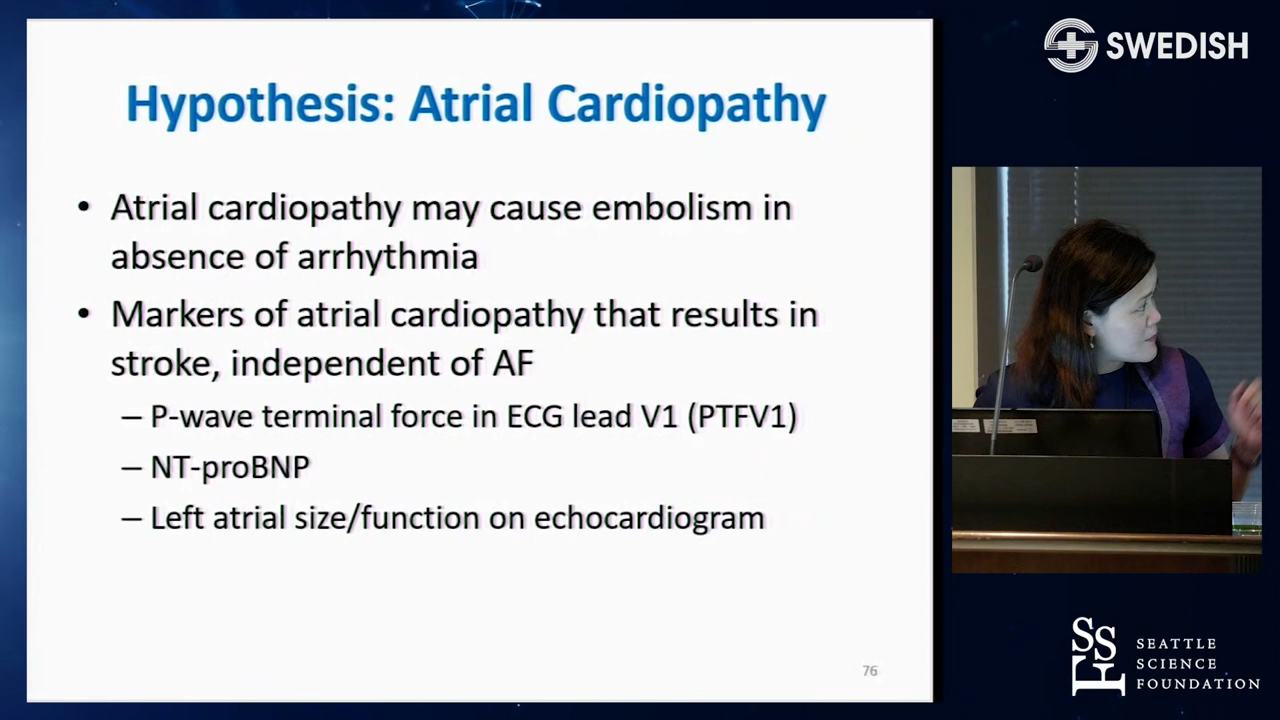 Hypothesis: Atrial Cardiopathy
• Atrial cardiopathy may cause embolism in
absence of arrhythmia
• Markers of atrial cardiopathy that results in
stroke, independent of AF
– P-wave terminal force in ECG lead V1 (PTFV1)
– NT-proBNP
– Left atrial size/function on echocardiogram
76
SWEDISH
SSF
SEATTLE
SCIENCE
FOUNDATION